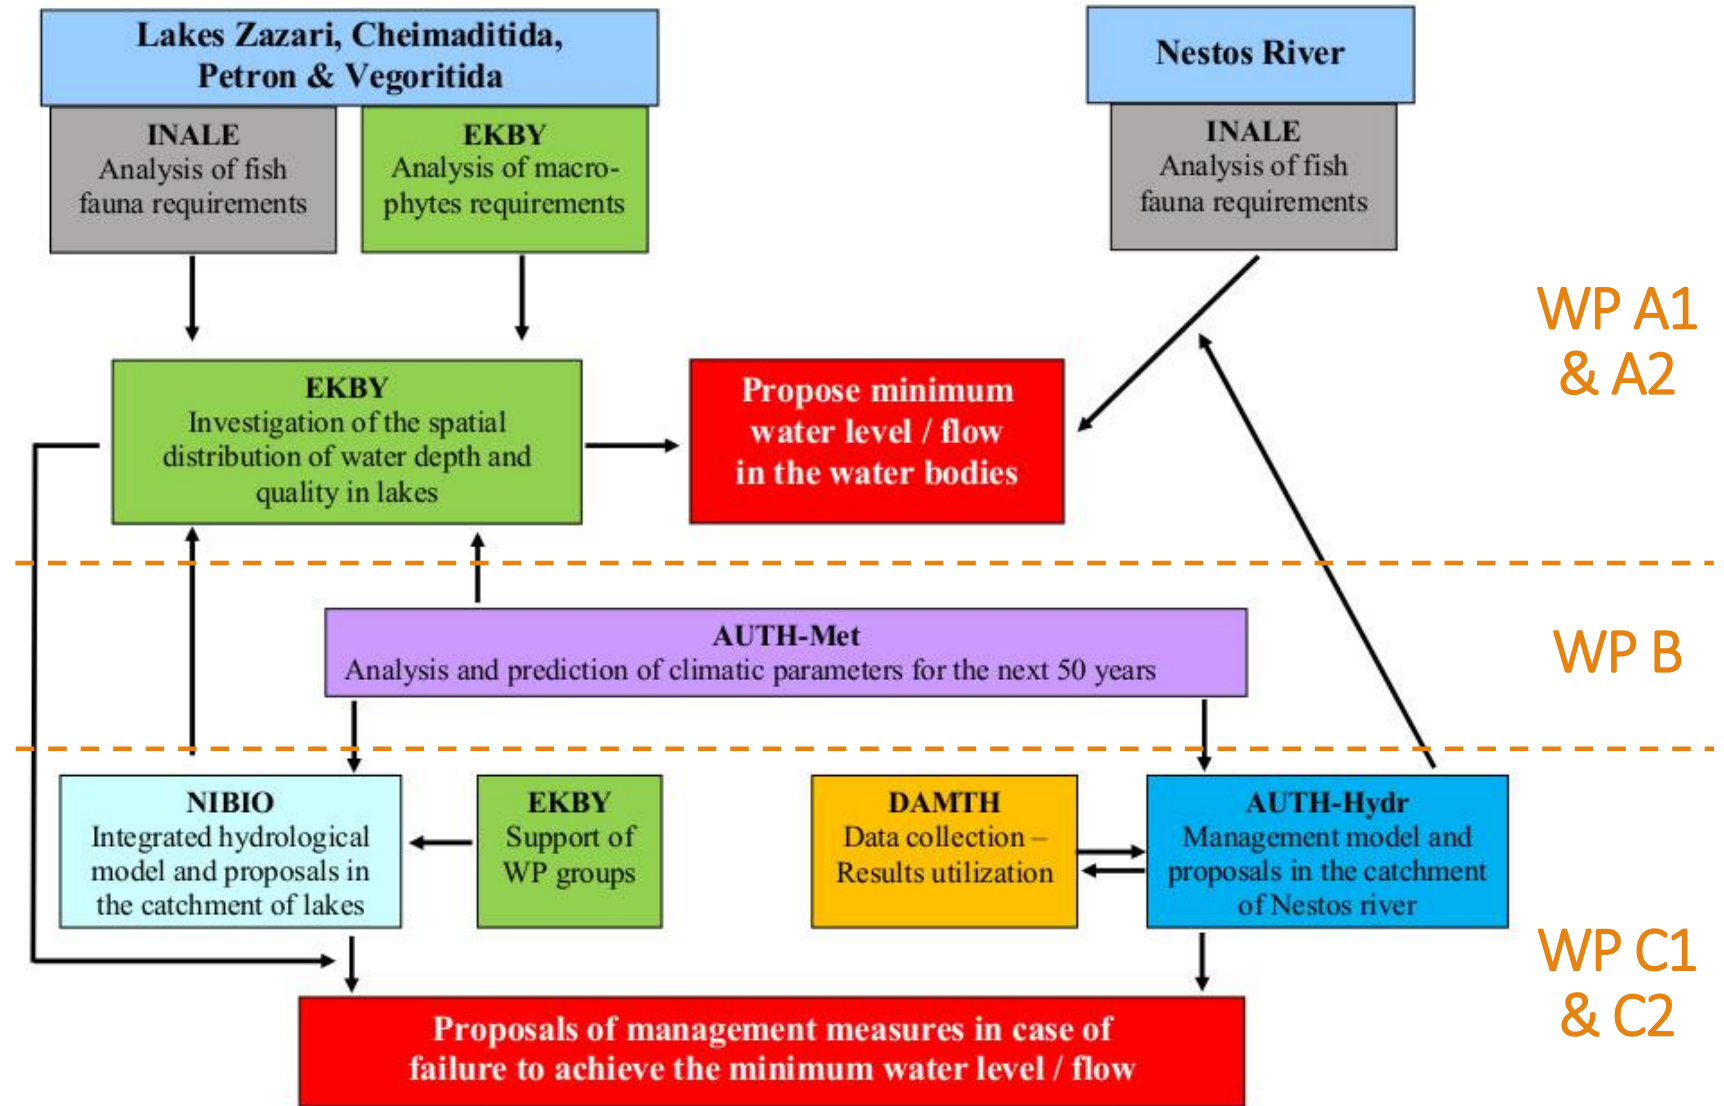 Lakes Zazari, Cheimaditida,
Petron & Vegoritida
Nestos River
INALE
Analysis of fish
fauna requirements
EKBY
Analysis of macro-
phytes requirements
INALE
Analysis of fish
fauna requirements
WP A1
& A2
EKBY
Investigation of the spatial
distribution of water depth and
quality in lakes
Propose minimum
water level / flow
in the water bodies
AUTH-Met
Analysis and prediction of climatic parameters for the next 50 years
WP B
NIBIO
Integrated hydrological
model and proposals in
the catchment of lakes
EKBY
Support of
WP groups
DAMTH
Data collection –
Results utilization
AUTH-Hydr
Management model and
proposals in the catchment
of Nestos river
WP C1
& C2
Proposals of management measures in case of
failure to achieve the minimum water level / flow